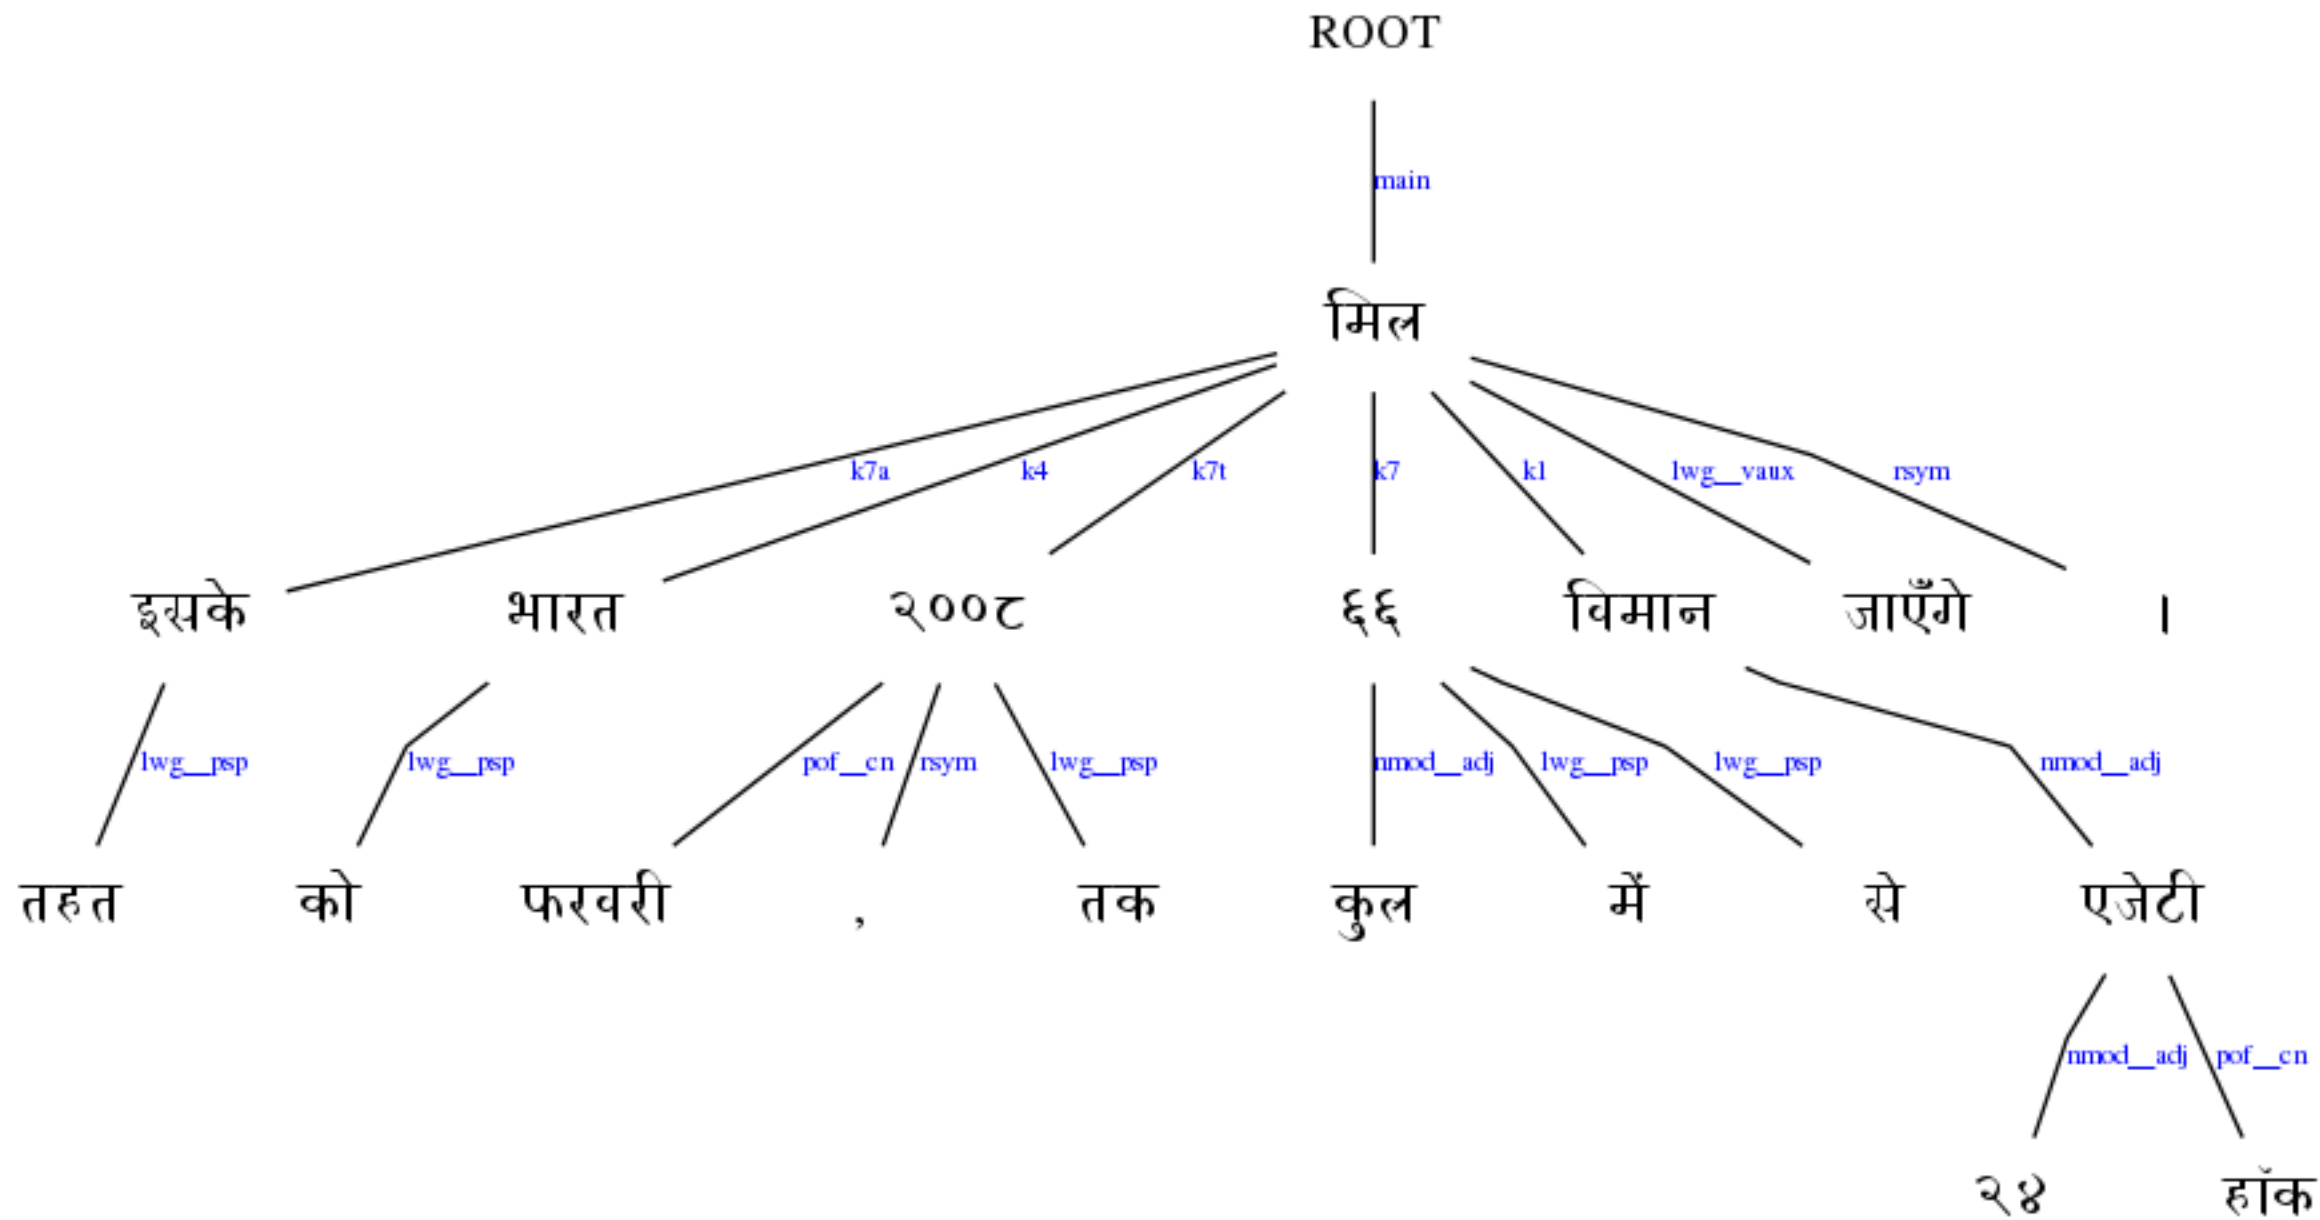 ROOT
main
मिल
k7a k4 k7t k7 k1 lwg__vaux rsym
इसके भारत २००८ ६६ विमान जाएँगे ।
lwg__psp lwg__psp pof__cn rsym lwg__psp nmod__adj lwg__psp lwg__psp nmod__adj
तहत को फरवरी , तक कुल में से एजेटी
nmod__adj pof__cn
२४ हॉक